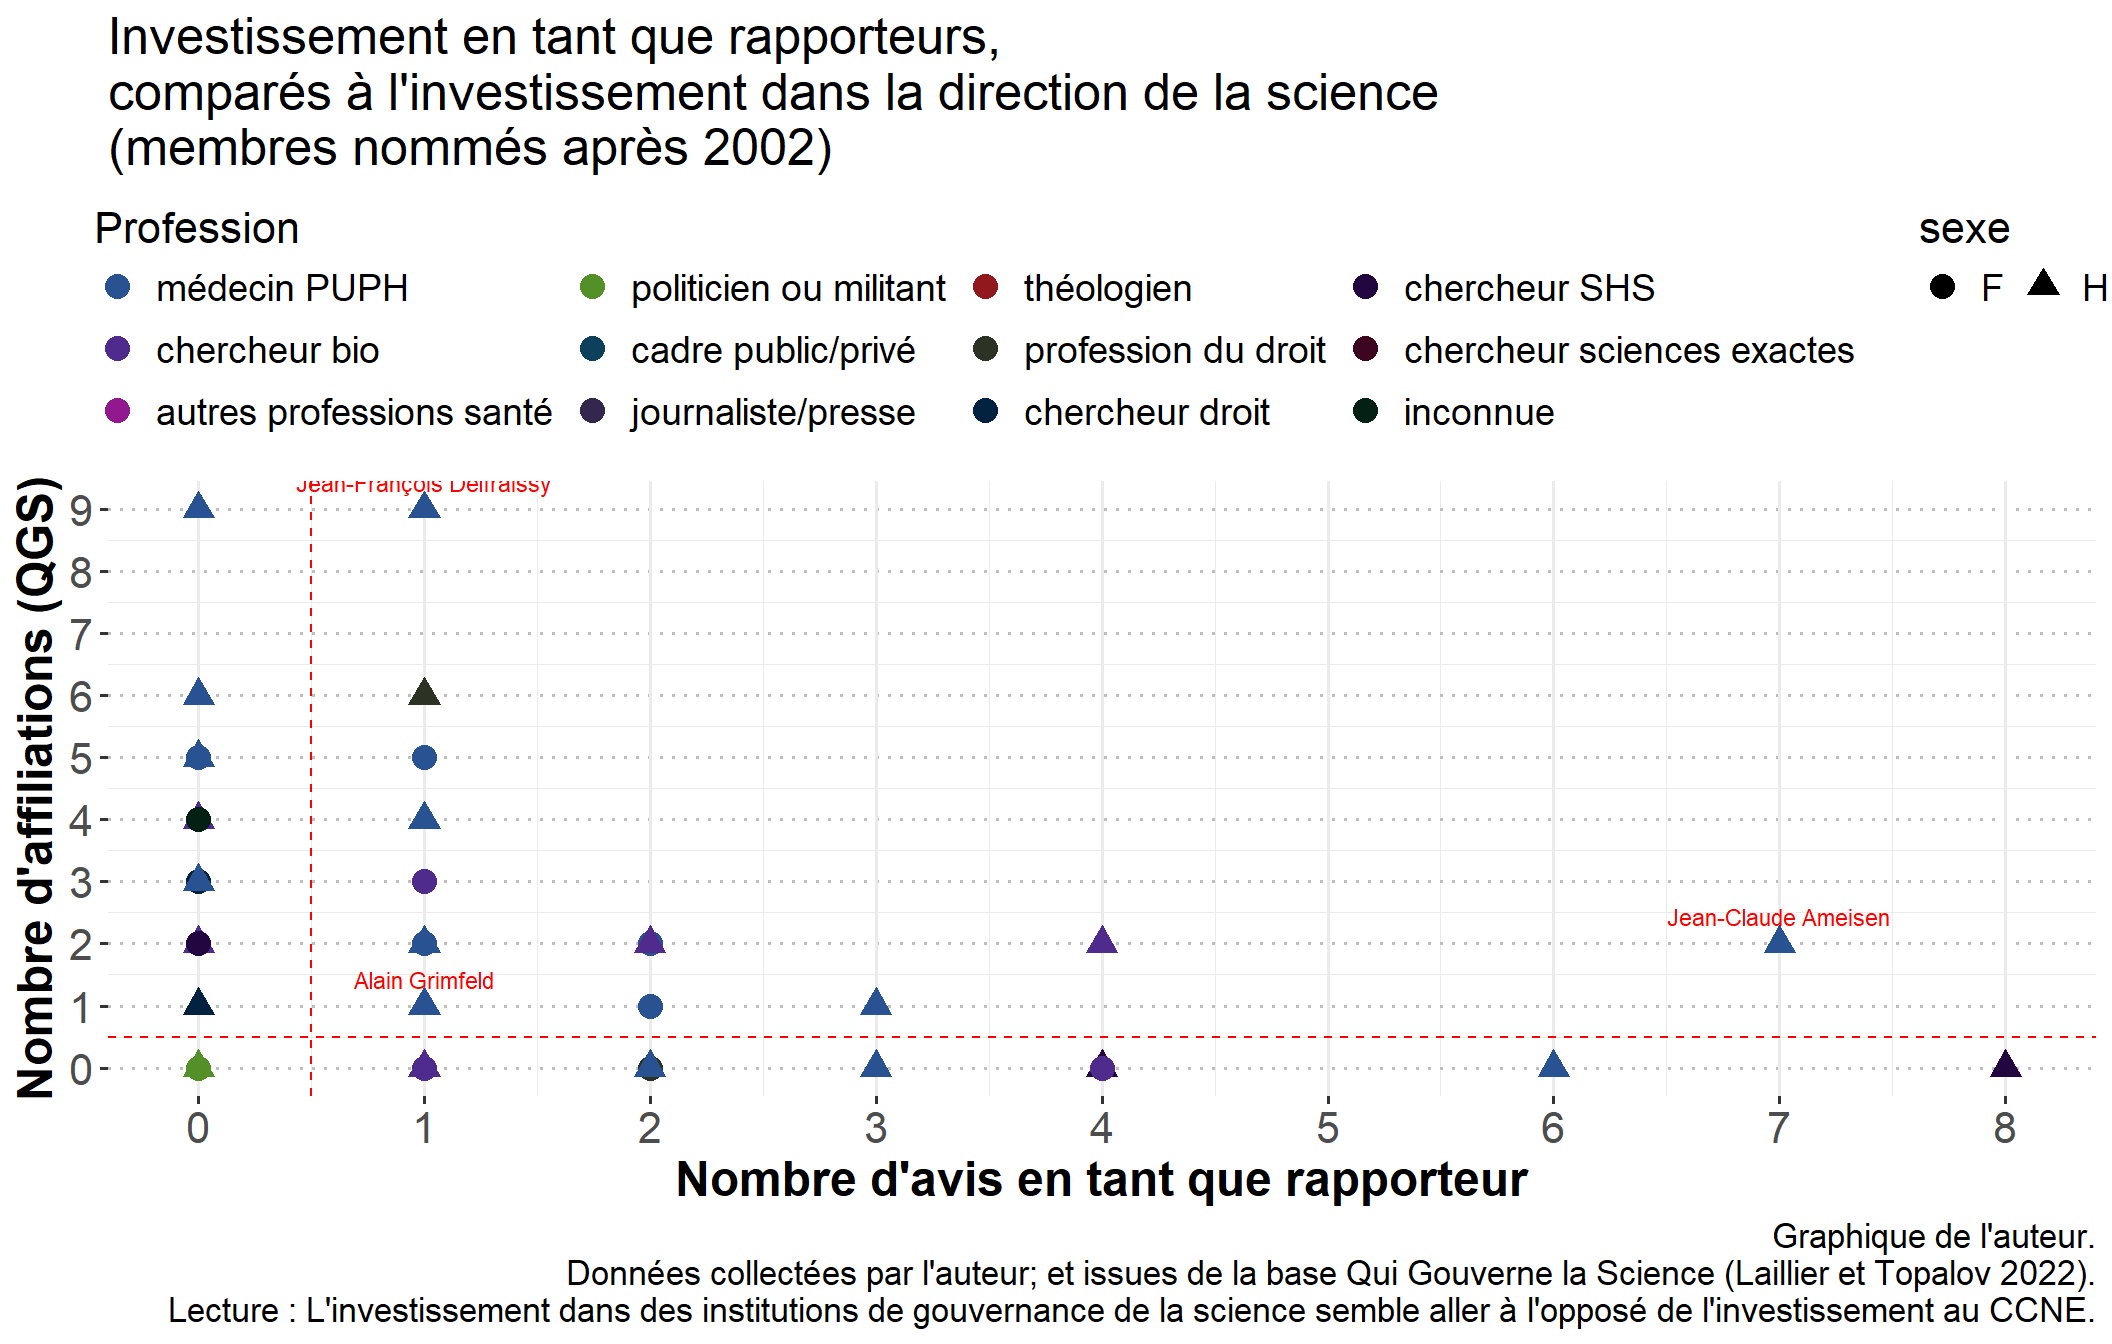 Investissement en tant que rapporteurs,
comparés à l'investissement dans la direction de la science
(membres nommés après 2002)
Profession
sexe
médecin PUPH
politicien ou militant
théologien
chercheur SHS
F
H
chercheur bio
cadre public/privé
profession du droit
chercheur sciences exactes
autres professions santé
journaliste/presse
chercheur droit
inconnue
Nombre d'affiliations (QGS)
Jean-François Delfraissy
9
8
7
6
5
4
3
Jean-Claude Ameisen
2
Alain Grimfeld
1
0
0 1 2 3 4 5 6 7 8
Nombre d'avis en tant que rapporteur
Graphique de l'auteur.
Données collectées par l'auteur; et issues de la base Qui Gouverne la Science (Laillier et Topalov 2022).
Lecture : L'investissement dans des institutions de gouvernance de la science semble aller à l'opposé de l'investissement au CCNE.